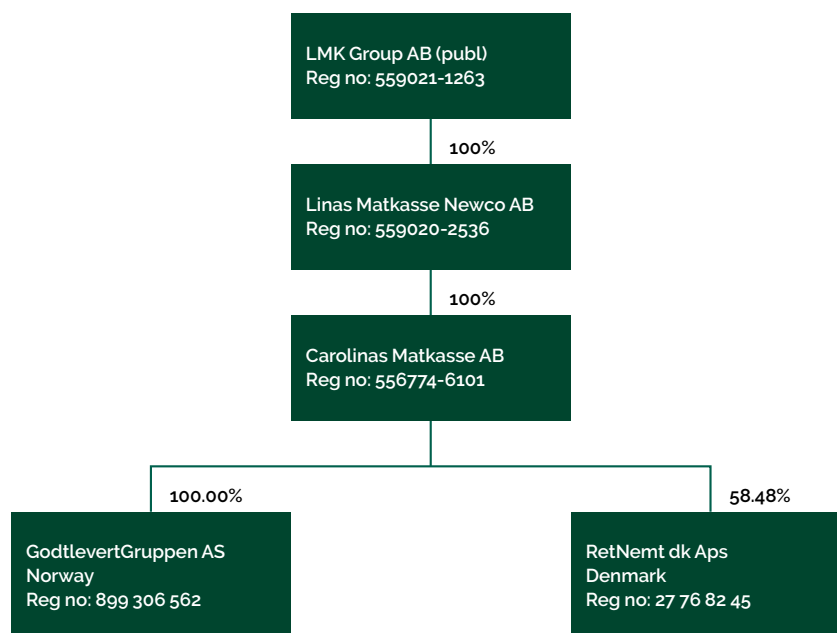 LMK Group AB (publ)
Reg no: 559021-1263
100%
Linas Matkasse Newco AB
Reg no: 559020-2536
100%
Carolinas Matkasse AB
Reg no: 556774-6101
100.00%
58.48%
GodtlevertGruppen AS
Norway
Reg no: 899 306 562
RetNemt dk Aps
Denmark
Reg no: 27 76 82 45